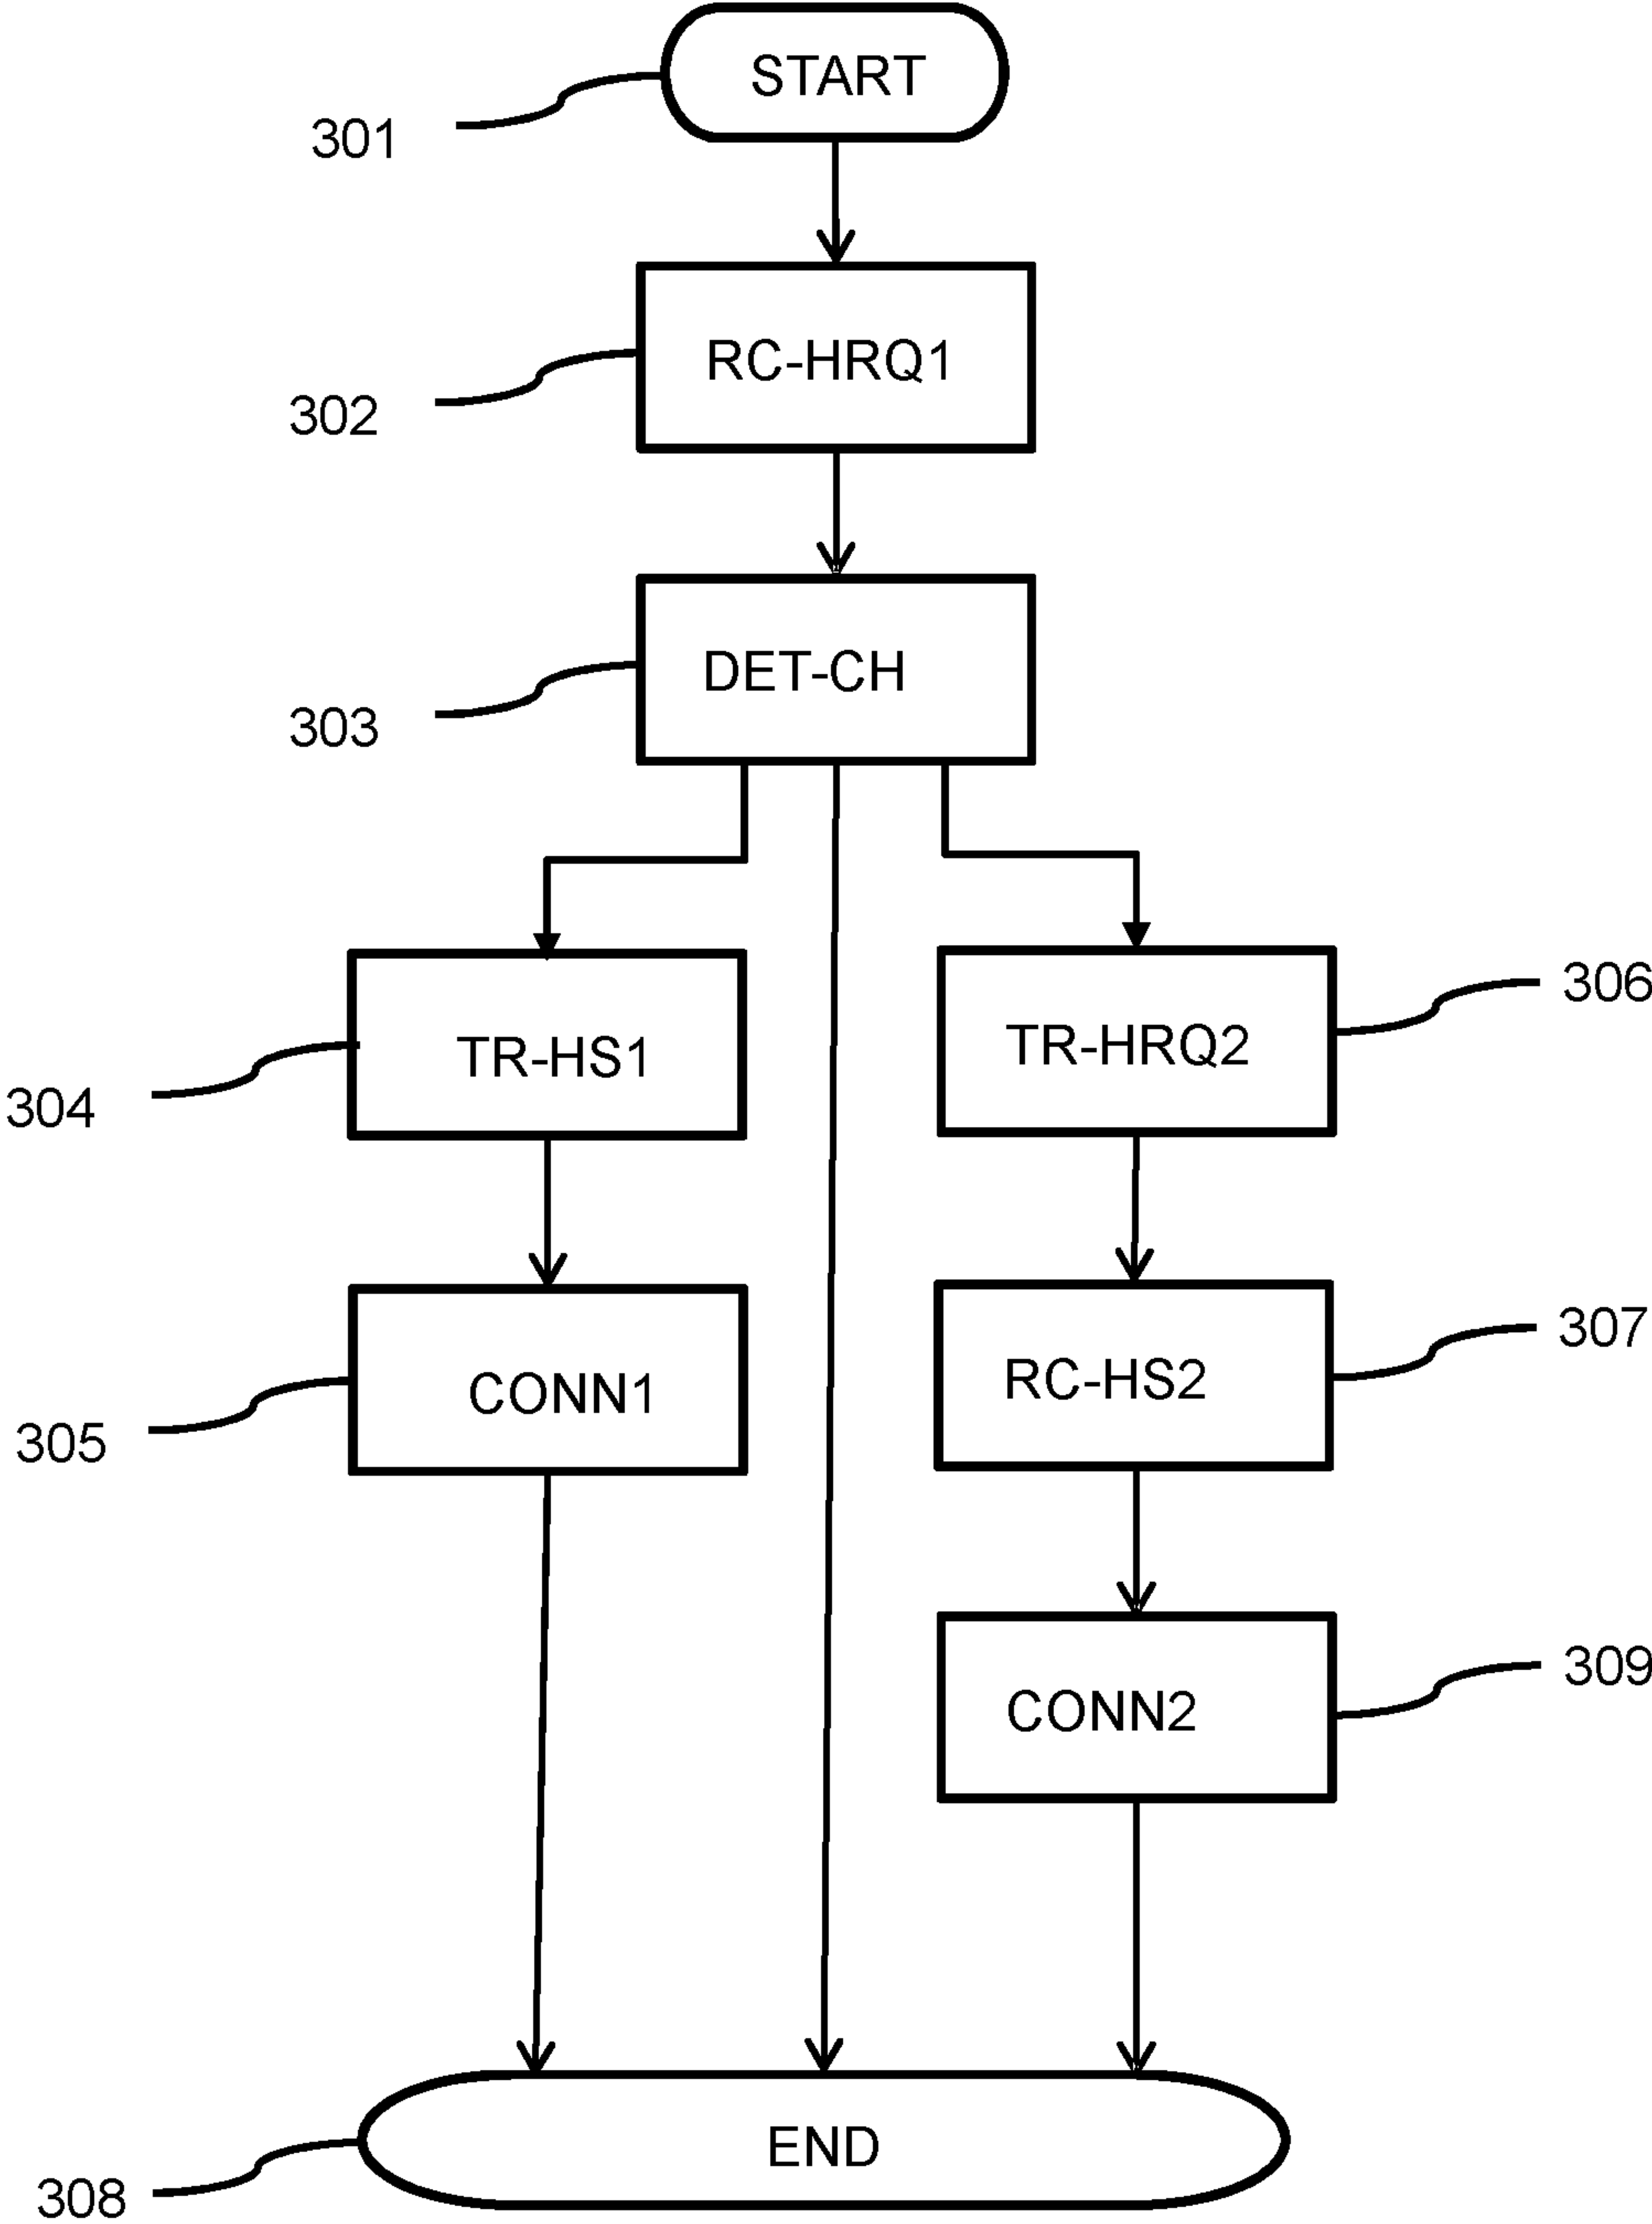 START
301
RC-HRQ1
302
DET-CH
303
306
TR-HS1
TR-HRQ2
304
307
RC-HS2
CONN1
305
309
CONN2
END
308